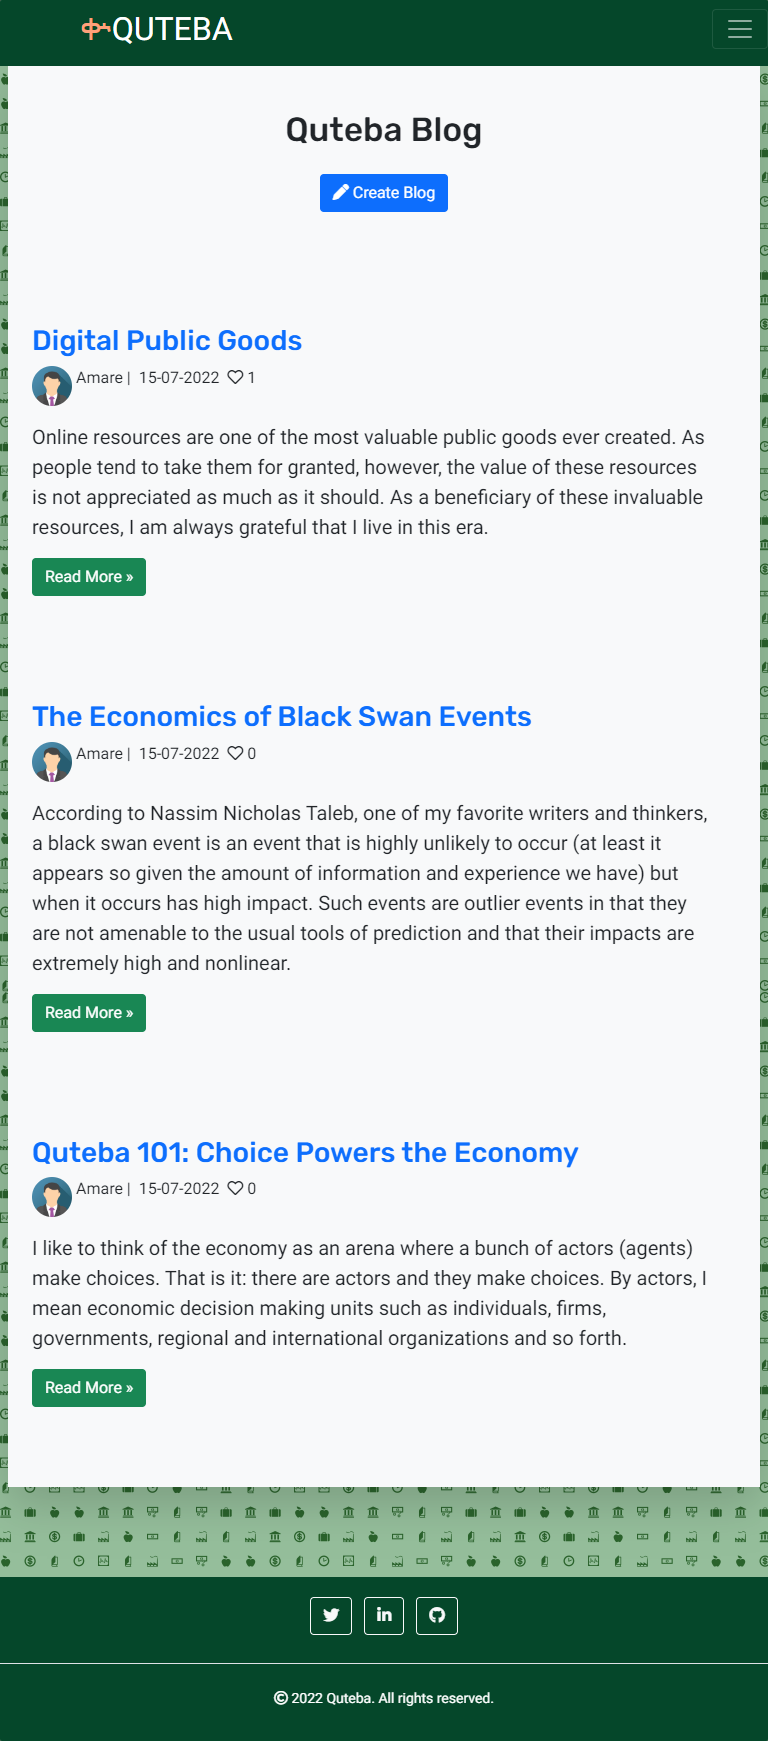 ቍQUTEBA
Quteba Blog
Create Blog
Digital Public Goods
Amare | 15-07-2022 1
Online resources are one of the most valuable public goods ever created. As
people tend to take them for granted, however, the value of these resources
is not appreciated as much as it should. As a beneficiary of these invaluable
resources, I am always grateful that I live in this era.
Read More »
The Economics of Black Swan Events
Amare | 15-07-2022 0
According to Nassim Nicholas Taleb, one of my favorite writers and thinkers,
a black swan event is an event that is highly unlikely to occur (at least it
appears so given the amount of information and experience we have) but
when it occurs has high impact. Such events are outlier events in that they
are not amenable to the usual tools of prediction and that their impacts are
extremely high and nonlinear.
Read More »
Quteba 101: Choice Powers the Economy
Amare | 15-07-2022 0
I like to think of the economy as an arena where a bunch of actors (agents)
make choices. That is it: there are actors and they make choices. By actors, I
mean economic decision making units such as individuals, firms,
governments, regional and international organizations and so forth.
Read More »
© 2022 Quteba. All rights reserved.